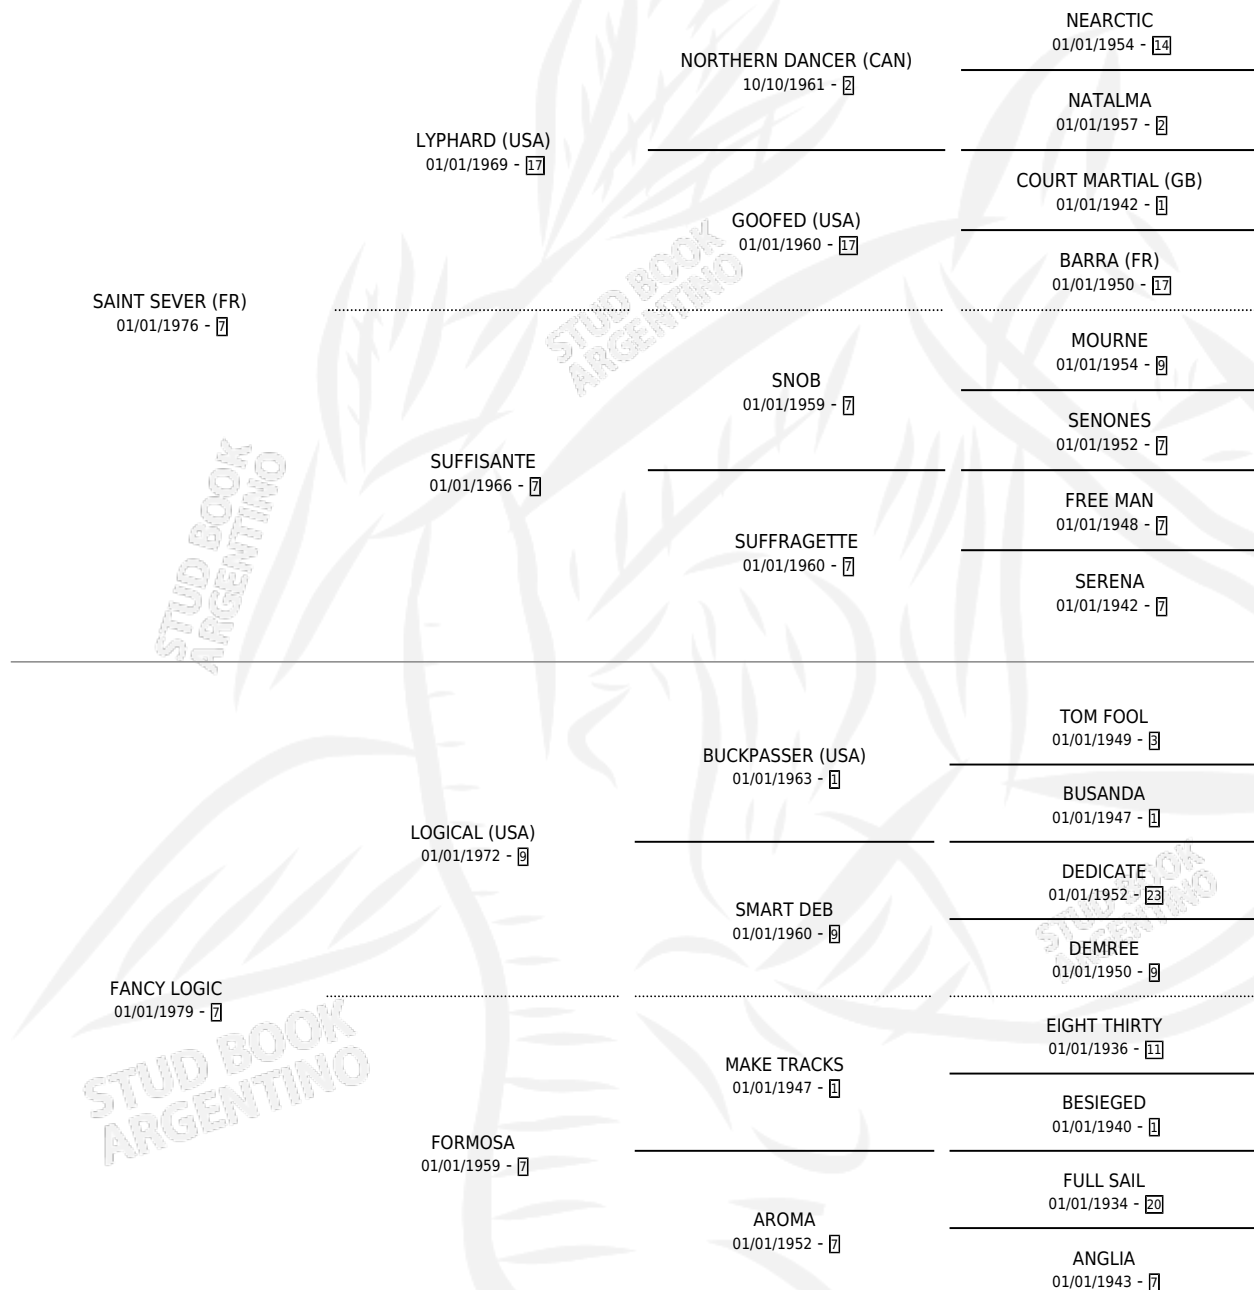 NEARCTIC
01/01/1954 - 14
NORTHERN DANCER (CAN)
10/10/1961 - 2
NATALMA
01/01/1957 - 2
LYPHARD (USA)
01/01/1969 - 17
COURT MARTIAL (GB)
01/01/1942 - 1
GOOFED (USA)
01/01/1960 - 17
BARRA (FR)
01/01/1950 - 17
SAINT SEVER (FR)
01/01/1976 - 7
MOURNE
01/01/1954 - 9
SNOB
01/01/1959 - 7
SENONES
01/01/1952 - 7
SUFFISANTE
01/01/1966 - 7
FREE MAN
01/01/1948 - 7
SUFFRAGETTE
01/01/1960 - 7
SERENA
01/01/1942 - 7
TOM FOOL
01/01/1949 - 3
BUCKPASSER (USA)
01/01/1963 - 1
BUSANDA
01/01/1947 - 1
LOGICAL (USA)
01/01/1972 - 9
DEDICATE
01/01/1952 - 23
SMART DEB
01/01/1960 - 9
DEMREE
01/01/1950 - 9
FANCY LOGIC
01/01/1979 - 7
EIGHT THIRTY
01/01/1936 - 11
MAKE TRACKS
01/01/1947 - 1
BESIEGED
01/01/1940 - 1
FORMOSA
01/01/1959 - 7
FULL SAIL
01/01/1934 - 20
AROMA
01/01/1952 - 7
ANGLIA
01/01/1943 - 7
STUD BOOK
ARGENTINO
STUD BOOK
ARGENTINO
STUD BOOK
ARGENTINO
STUD BOOK
ARGENTINO